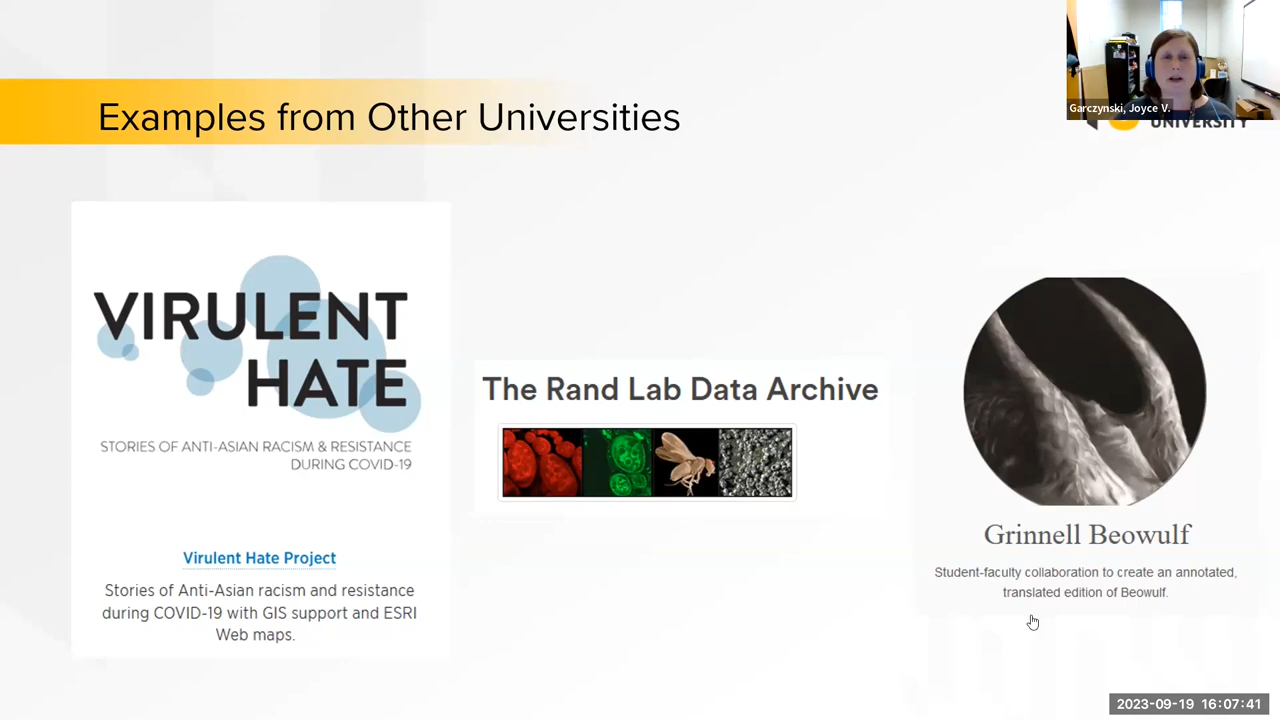 Garczynski, Joyce V.
UNIVERSITY
Examples from Other Universities
VIRULENT
HATE
STORIES OF ANTI-ASIAN RACISM & RESISTANCE
DURING COVID-19
Virulent Hate Project
Stories of Anti-Asian racism and resistance
during COVID-19 with GIS support and ESRI
Web maps.
The Rand Lab Data Archive
Grinnell Beowulf
Student-faculty collaboration to create an annotated,
translated edition of Beowulf.
2023-09-19 16:07:41